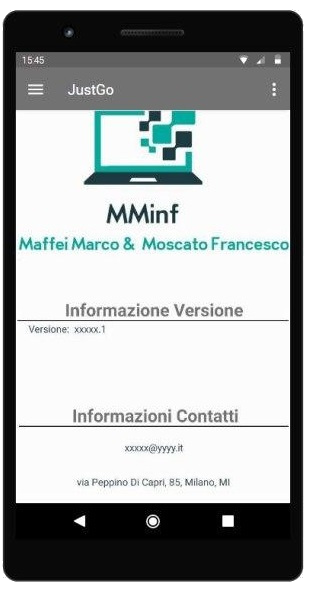 15:45
JustGo
MMinf
Maffei Marco & Moscato Francesco
Informazione Versione
Versione: xxxxx.1
Informazioni Contatti
xxxxx@yyyy.it
via Peppino Di Capri, 85, Milano, MI